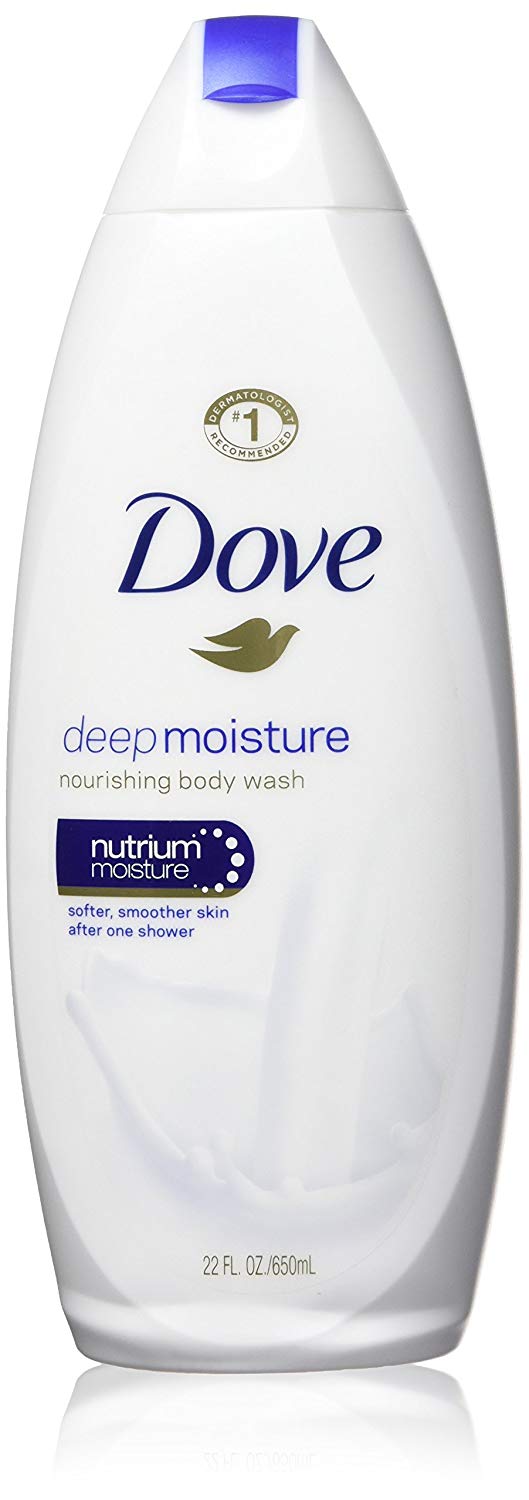 DERMATOLOGIST
#1
RECOMMENDED
Dove
deep moisture
nourishing body wash
nutrium
moisture
softer, smoother skin
after one shower
22 FL. OZ./650mL